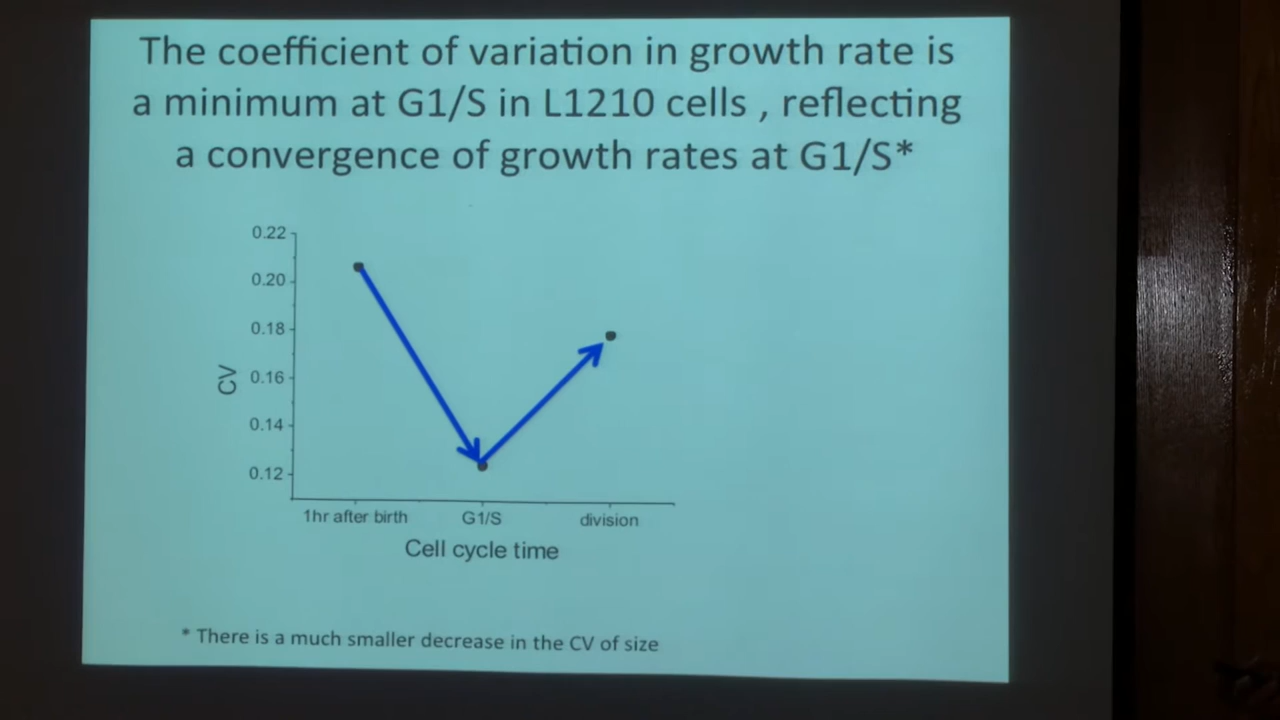 The coefficient of variation in growth rate is
a minimum at G1/S in L1210 cells , reflecting
a convergence of growth rates at G1/S*
0.22
0.20
0.18
0.16
0.14
0.12
CV
1hr after birth
G1/S
division
Cell cycle time
* There is a much smaller decrease in the CV of size